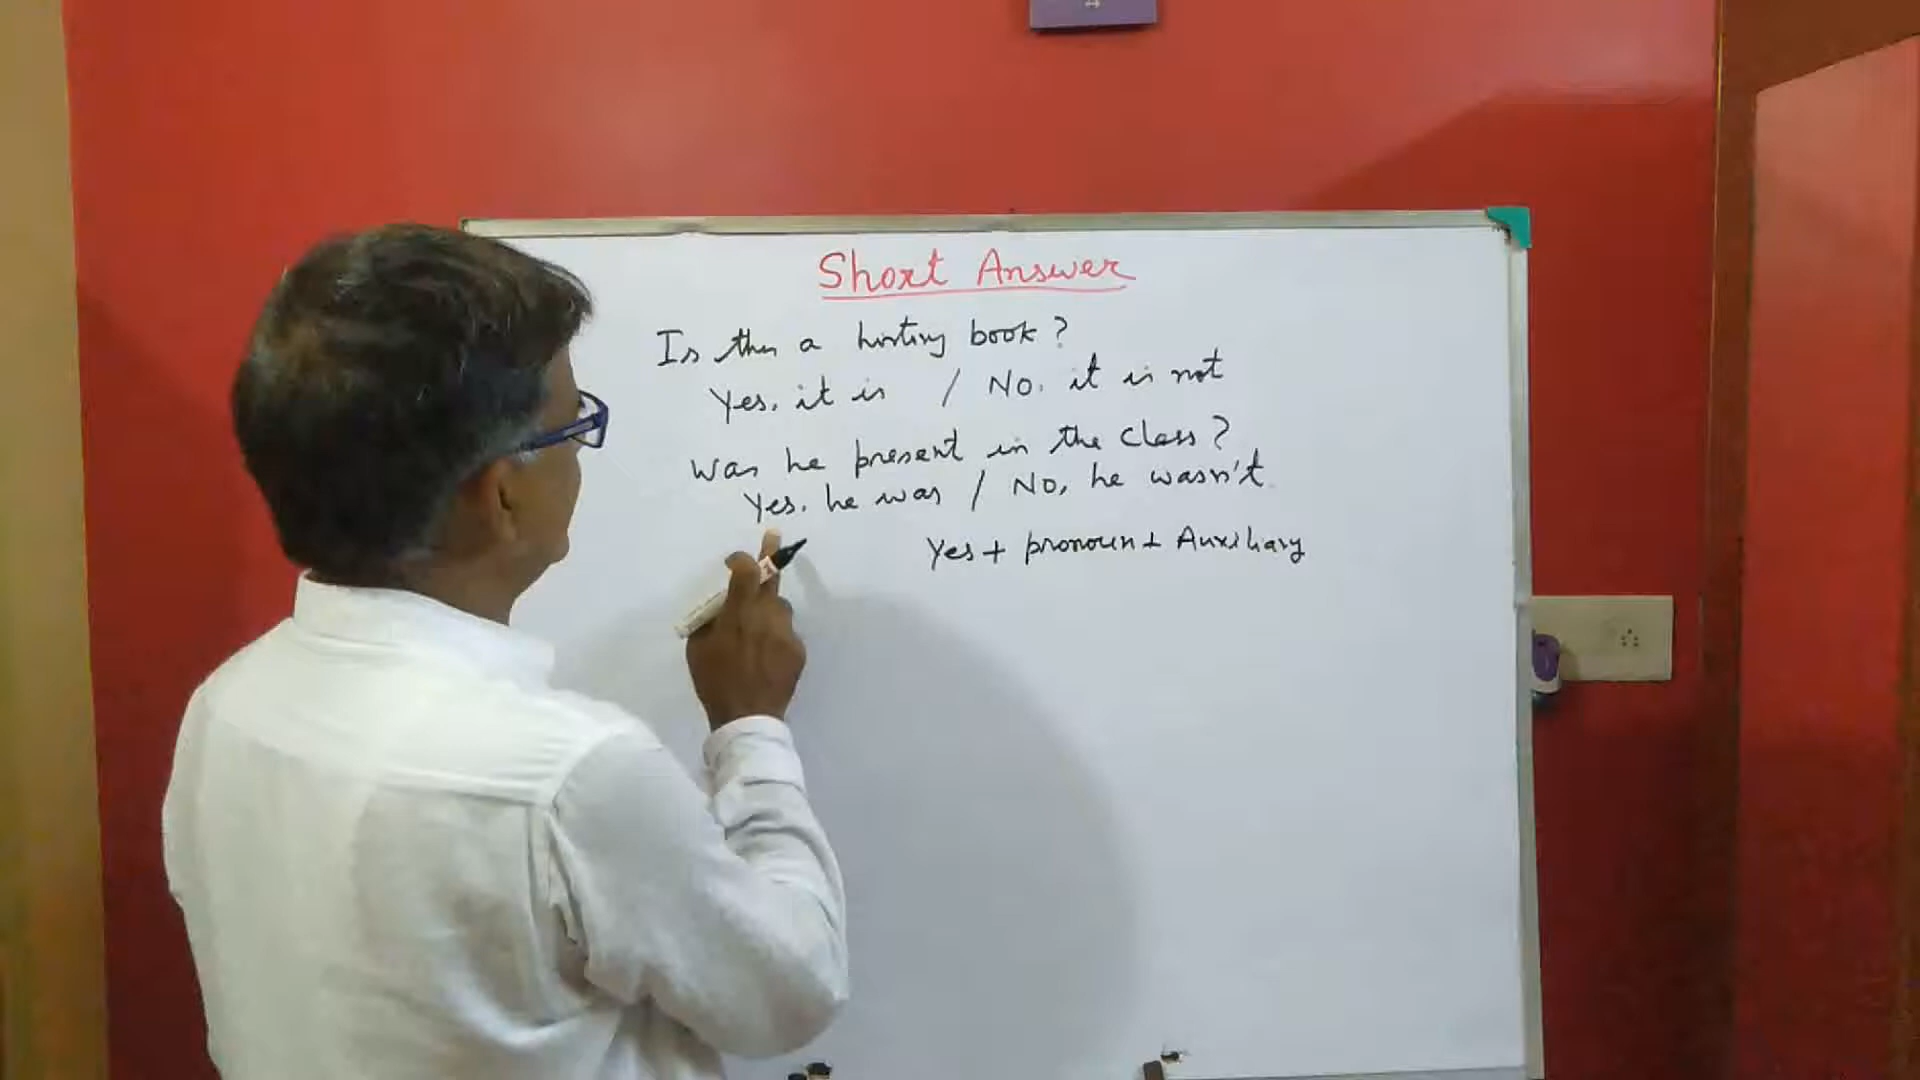 Short Answer
Is this a history book?
Yes, it is / No, it is not
Was he present in the class?
Yes, he was / No, he wasn't
Yes + pronoun + Auxiliary